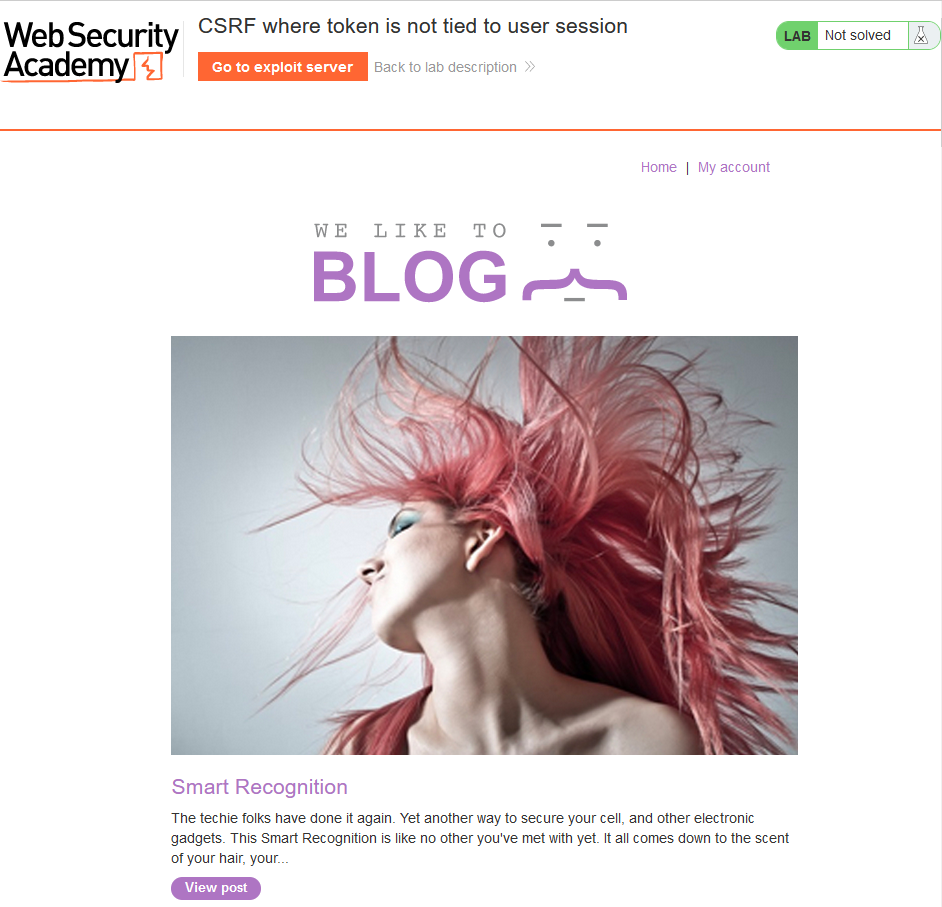 Web Security
Academy
CSRF where token is not tied to user session
Go to exploit server
Back to lab description
LAB
Not solved
Home | My account
WE LIKE TO
BLOG
Smart Recognition
The techie folks have done it again. Yet another way to secure your cell, and other electronic
gadgets. This Smart Recognition is like no other you've met with yet. It all comes down to the scent
of your hair, your...
View post